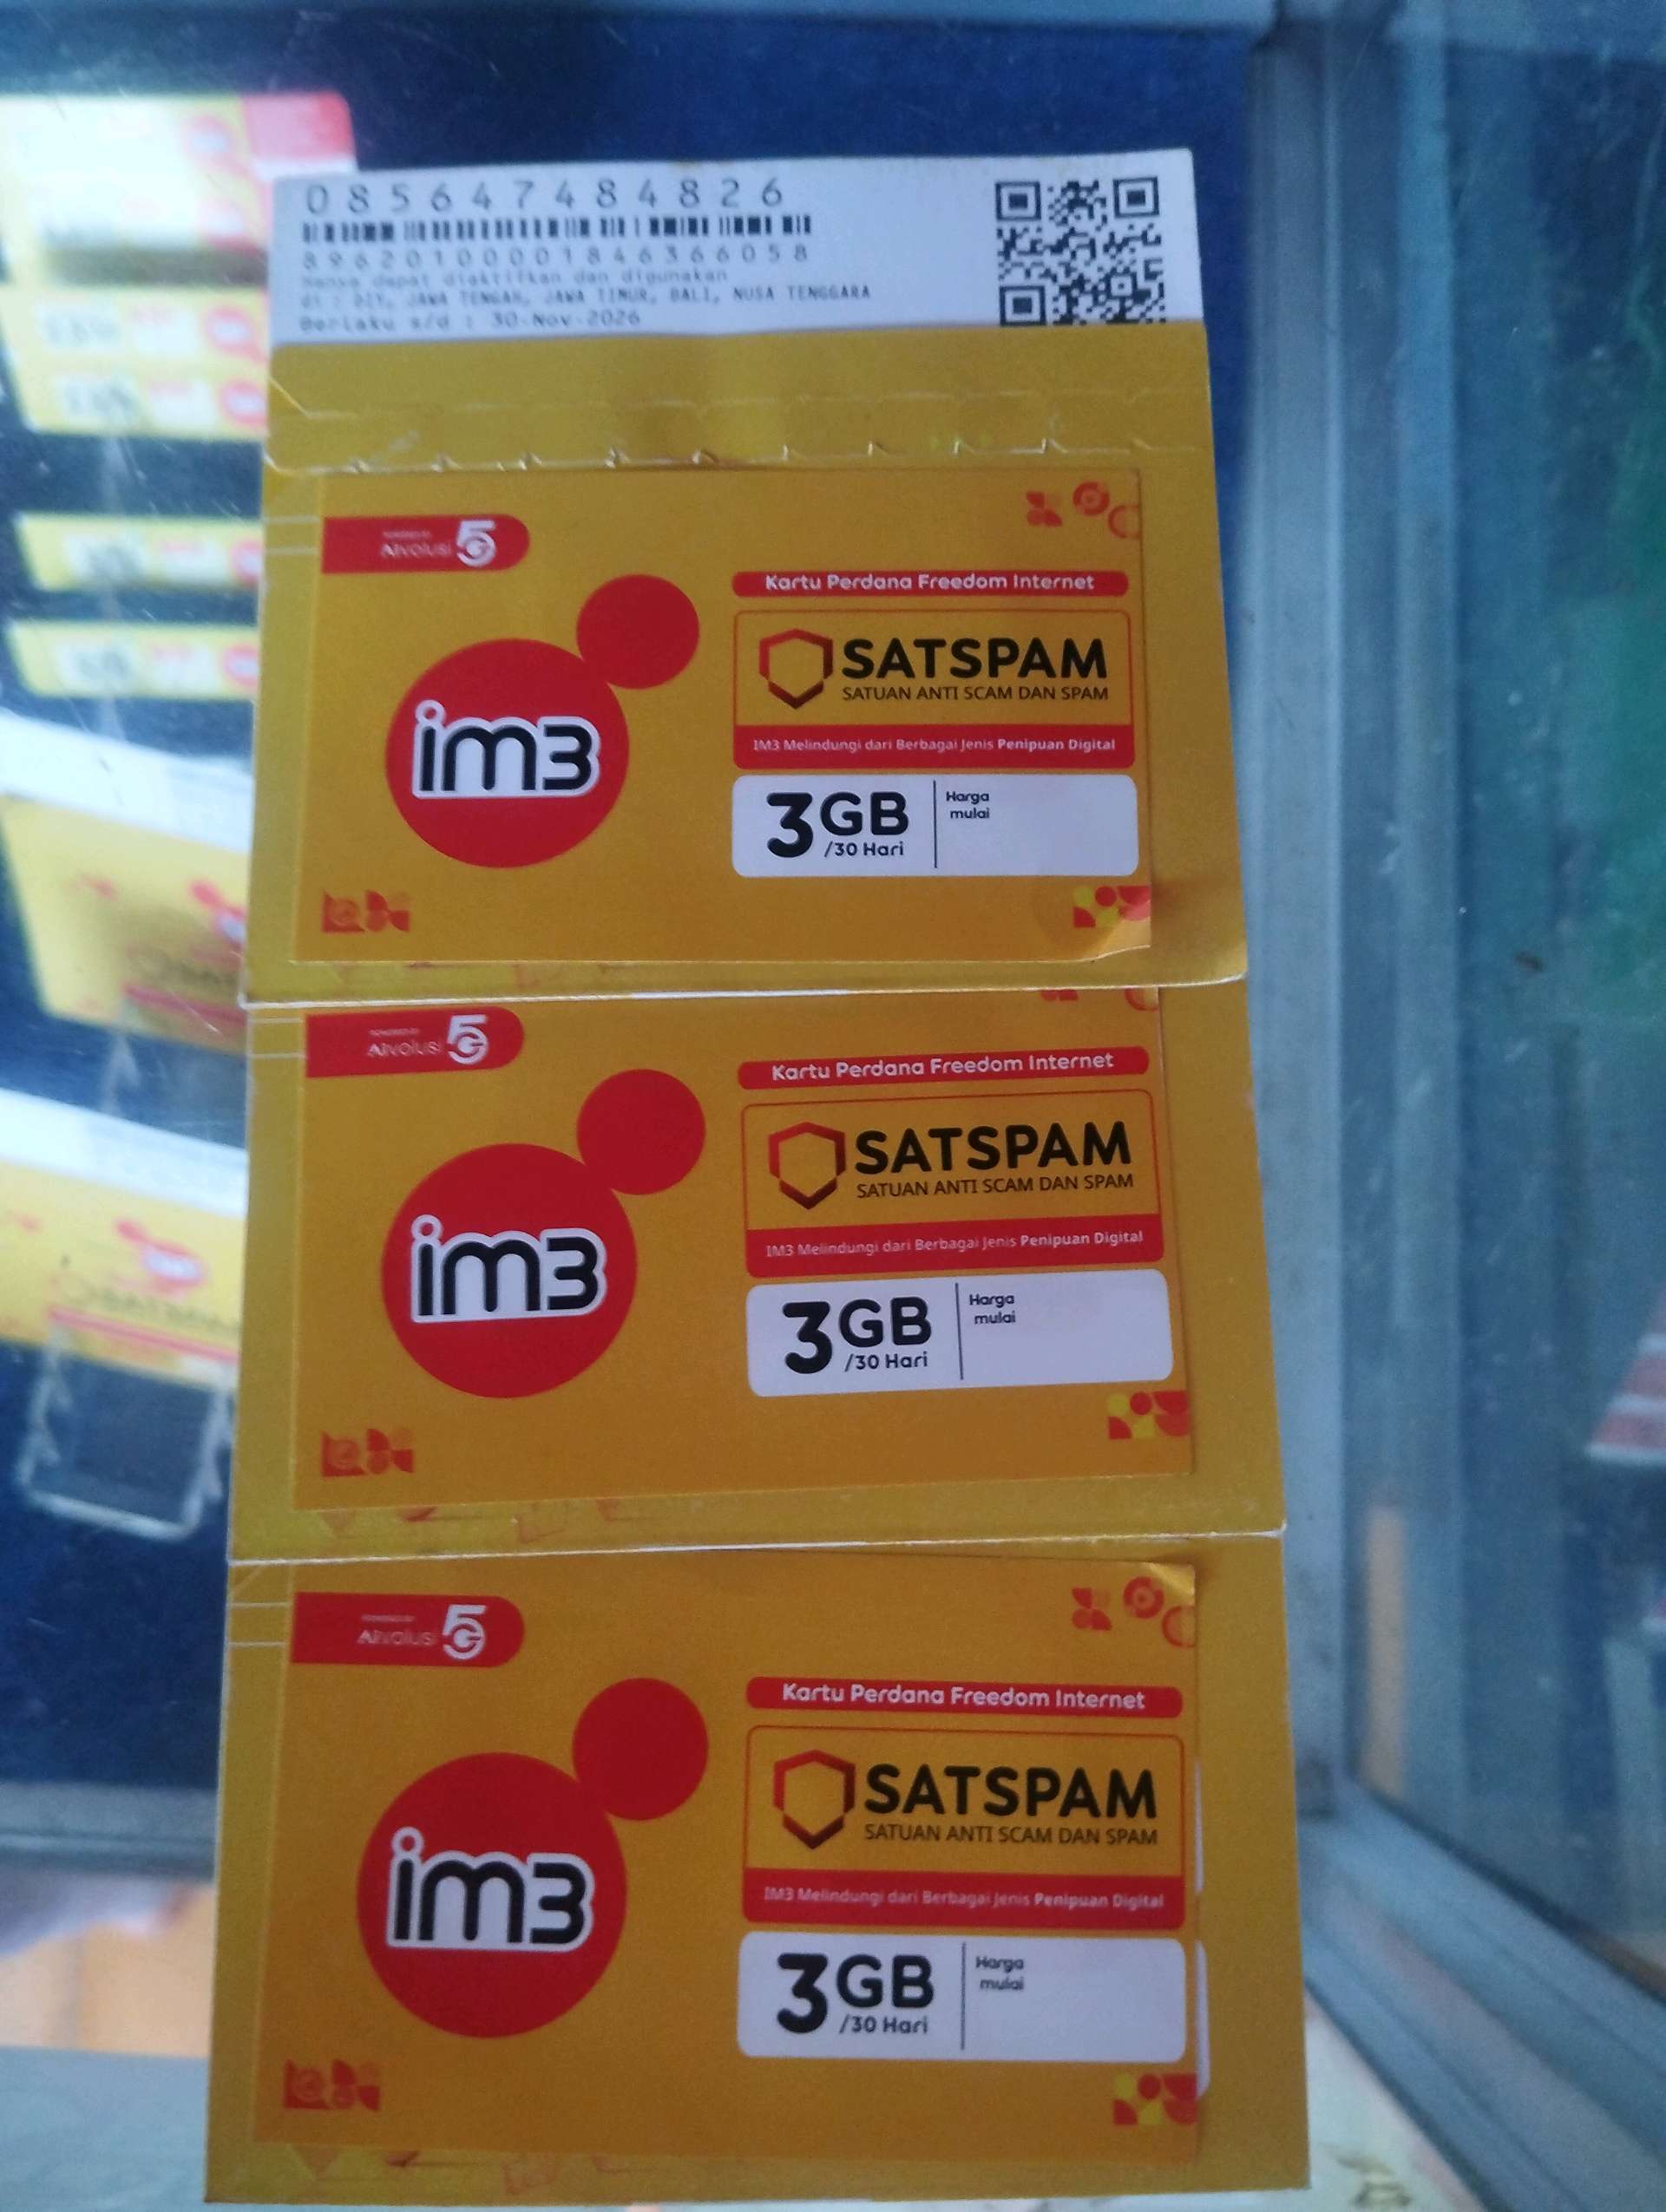 085647484826
89620100001846366058
Hanya dapat diaktifkan dan digunakan
di : DIY, JAWA TENGAH, JAWA TIMUR, BALI, NUSA TENGGARA
Berlaku s/d : 30-Nov-2026
AIvolusi 5G
Kartu Perdana Freedom Internet
SATSPAM
SATUAN ANTI SCAM DAN SPAM
im3
IM3 Melindungi dari Berbagai Jenis Penipuan Digital
3GB
/30 Hari
Harga
mulai
POWERED BY
AIvolusi 5G
Kartu Perdana Freedom Internet
SATSPAM
SATUAN ANTI SCAM DAN SPAM
im3
IM3 Melindungi dari Berbagai Jenis Penipuan Digital
3GB
/30 Hari
Harga
mulai
AIvolusi 5G
Kartu Perdana Freedom Internet
SATSPAM
SATUAN ANTI SCAM DAN SPAM
im3
IM3 Melindungi dari Berbagai Jenis Penipuan Digital
3GB
/30 Hari
Harga
mulai